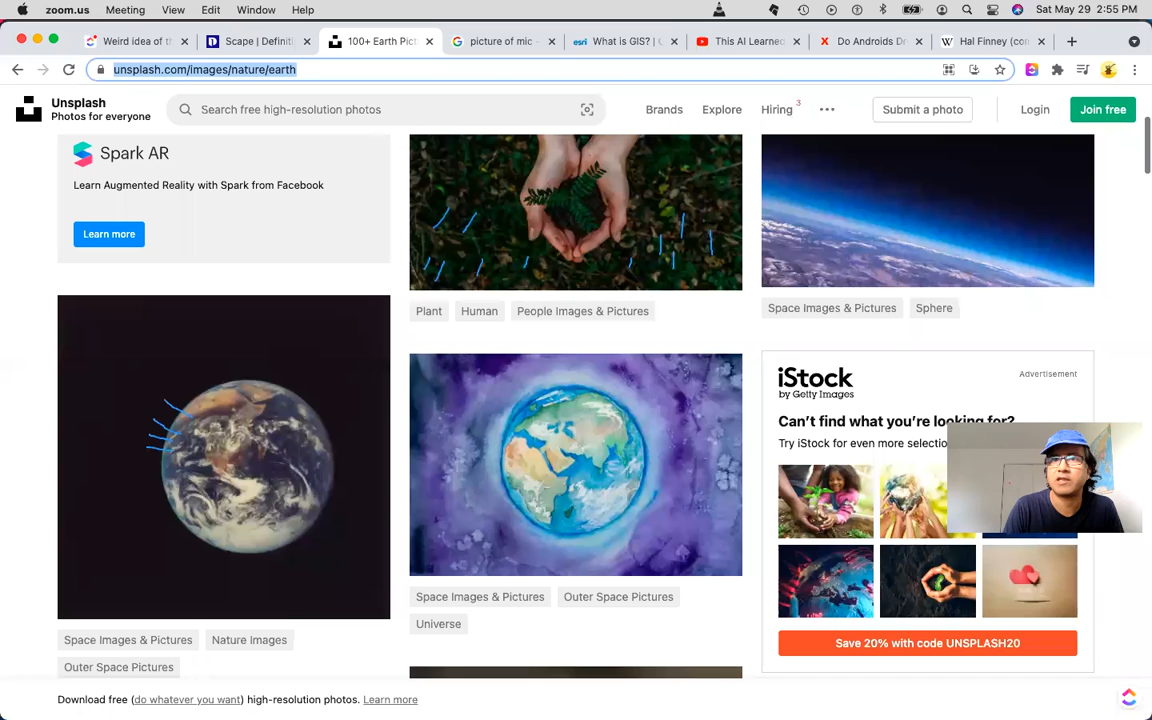 zoom.us Meeting View Edit Window Help Sat May 29 2:55 PM
Weird idea of th Scape | Definiti 100+ Earth Pict picture of mic - esri What is GIS? | G This AI Learned Do Androids Dr W Hal Finney (con
unsplash.com/images/nature/earth
Unsplash
Photos for everyone
Search free high-resolution photos
Brands Explore Hiring 3 Submit a photo Login Join free
Spark AR
Learn Augmented Reality with Spark from Facebook
Learn more
Plant Human People Images & Pictures
Space Images & Pictures Sphere
iStock
by Getty Images
Advertisement
Can't find what you're looking for?
Try iStock for even more selectio
Save 20% with code UNSPLASH20
Space Images & Pictures Outer Space Pictures
Universe
Space Images & Pictures Nature Images
Outer Space Pictures
Download free (do whatever you want) high-resolution photos. Learn more